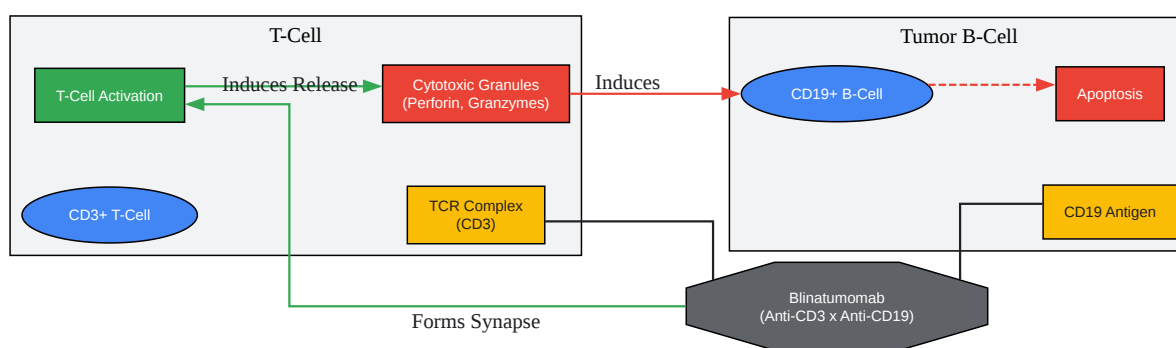 T-Cell
Tumor B-Cell
T-Cell Activation
Induces Release
Cytotoxic Granules
(Perforin, Granzymes)
Induces
CD19+ B-Cell
Apoptosis
CD3+ T-Cell
TCR Complex
(CD3)
CD19 Antigen
Blinatumomab
(Anti-CD3 x Anti-CD19)
Forms Synapse